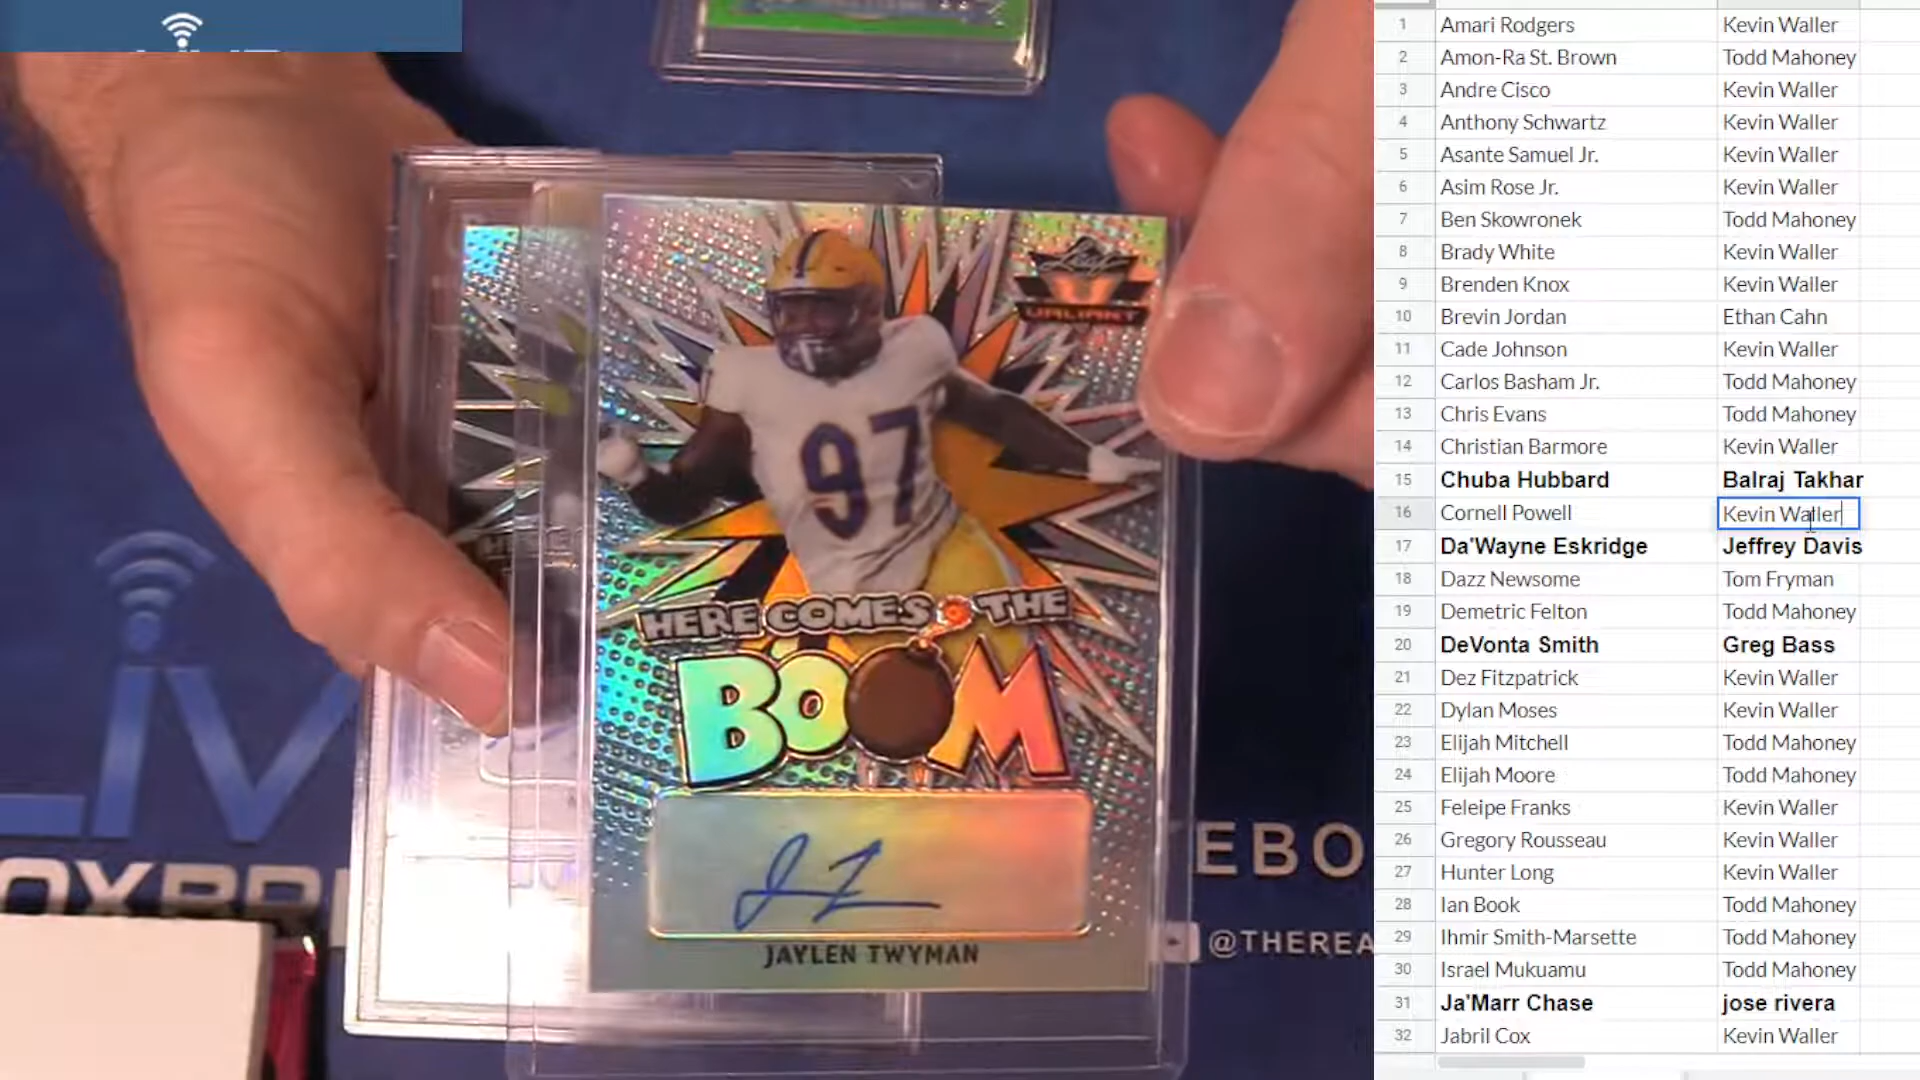 97
Leaf
VALIANT
HERE COMES THE
BOOM
JAYLEN TWYMAN
LIV
EBO
@THEREA
1 Amari Rodgers Kevin Waller
2 Amon-Ra St. Brown Todd Mahoney
3 Andre Cisco Kevin Waller
4 Anthony Schwartz Kevin Waller
5 Asante Samuel Jr. Kevin Waller
6 Asim Rose Jr. Kevin Waller
7 Ben Skowronek Todd Mahoney
8 Brady White Kevin Waller
9 Brenden Knox Kevin Waller
10 Brevin Jordan Ethan Cahn
11 Cade Johnson Kevin Waller
12 Carlos Basham Jr. Todd Mahoney
13 Chris Evans Todd Mahoney
14 Christian Barmore Kevin Waller
15 Chuba Hubbard Balraj Takhar
16 Cornell Powell Kevin Waller
17 Da'Wayne Eskridge Jeffrey Davis
18 Dazz Newsome Tom Fryman
19 Demetric Felton Todd Mahoney
20 DeVonta Smith Greg Bass
21 Dez Fitzpatrick Kevin Waller
22 Dylan Moses Kevin Waller
23 Elijah Mitchell Todd Mahoney
24 Elijah Moore Todd Mahoney
25 Feleipe Franks Kevin Waller
26 Gregory Rousseau Kevin Waller
27 Hunter Long Kevin Waller
28 Ian Book Todd Mahoney
29 Ihmir Smith-Marsette Todd Mahoney
30 Israel Mukuamu Todd Mahoney
31 Ja'Marr Chase jose rivera
32 Jabril Cox Kevin Waller